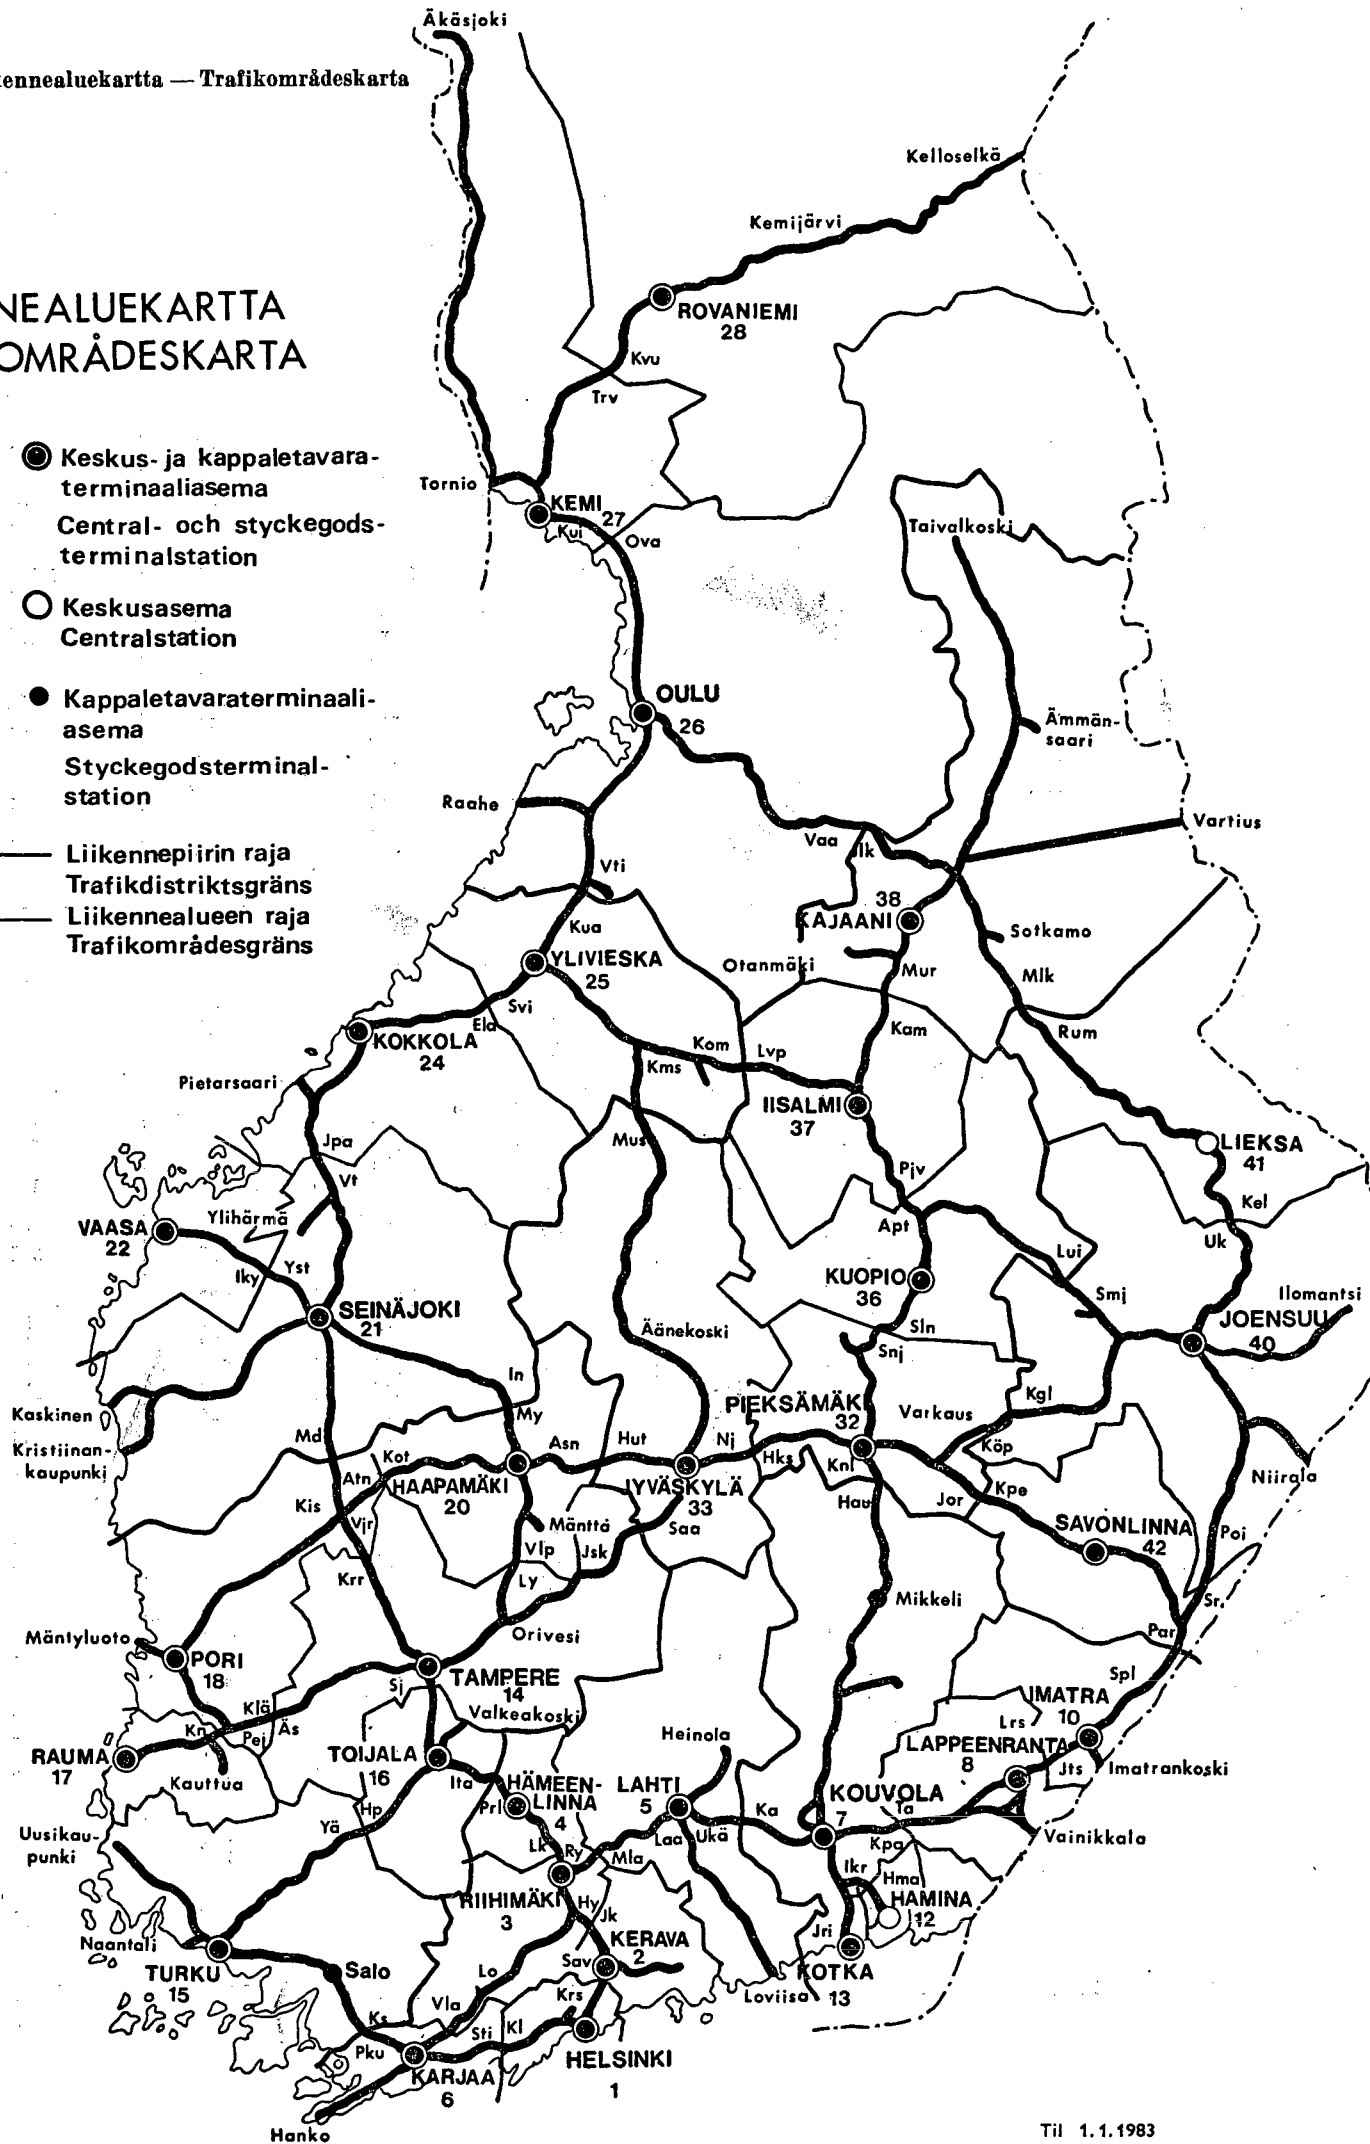 Äkäsjoki
kennealuekartta — Trafikområdeskarta
Kelloselkä
Kemijärvi
NEALUEKARTTA
OMRÅDESKARTA
ROVANIEMI
28
Kvu
Trv
Keskus- ja kappaletavara-
terminaaliasema
Central- och styckegods-
terminalstation
Tornio
KEMI
27
Kui
Ova
Taivalkoski
Keskusasema
Centralstation
Kappaletavaraterminaali-
asema
Styckegodsterminal-
station
OULU
26
Ämmän-
saari
Raahe
Vartius
Vaa
Ilk
Liikennepiirin raja
Trafikdistriktsgräns
Liikennealueen raja
Trafikområdesgräns
Vti
38
KAJAANI
Kua
Sotkamo
YLIVIESKA
25
Otanmäki
Mur
Mlk
Svi
Ela
KOKKOLA
24
Kam
Rum
Kom
Lvp
Kms
Pietarsaari
IISALMI
37
Jpa
Mus
LIEKSA
41
Vt
Pjv
Kel
VAASA
22
Ylihärmä
Apt
Uk
Iky
Yst
Lui
KUOPIO
36
Smj
Ilomantsi
SEINÄJOKI
21
Äänekoski
Sln
Snj
JOENSUU
40
In
Kaskinen
My
PIEKSÄMÄKI
32
Varkaus
Kgl
Kristiinan-
kaupunki
Md
Kot
Asn
Hut
Nj
Hks
Knl
Köp
Atn
HAAPAMÄKI
20
JYVÄSKYLÄ
33
Hau
Jor
Kpe
Niirala
Kis
Vjr
Mänttä
Saa
SAVONLINNA
42
Poi
Vlp
Jsk
Krr
Ly
Mikkeli
Sr.
Mäntyluoto
Orivesi
Par
PORI
18
TAMPERE
14
Sj
Spl
Klä
Valkeakoski
IMATRA
10
Kn
Pej
Äs
Heinola
Lrs
RAUMA
17
TOIJALA
16
LAPPEENRANTA
8
Jts
Imatrankoski
Kauttua
Ita
HÄMEEN-
LINNA
4
LAHTI
5
KOUVOLA
7
Prl
Hp
Ka
Ta
Uusikau-
punki
Yä
Lk
Ry
Mla
Laa
Ukä
Kpa
Vainikkala
Ikr
Hma
RIIHIMÄKI
3
Hy
Jk
HAMINA
12
Naantali
KERAVA
2
Jri
TURKU
15
Salo
Lo
Sav
KOTKA
13
Loviisa
Krs
Ks
Vla
Sti
Kl
Pku
HELSINKI
1
KARJAA
6
Hanko
Til 1.1.1983